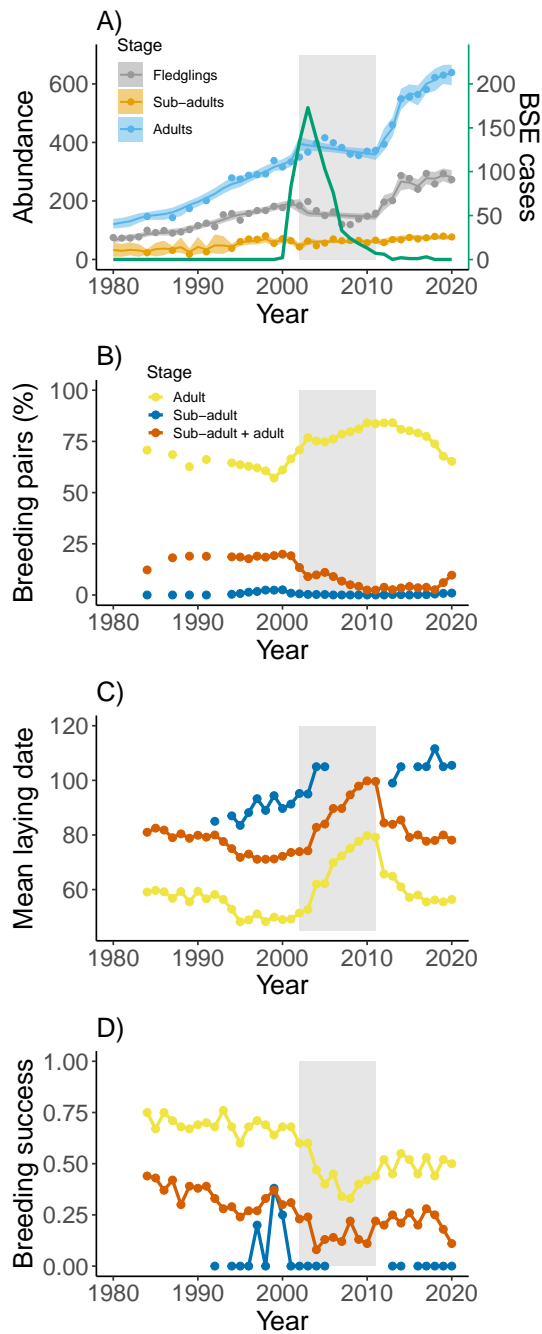 A)
Stage
Fledglings
Sub−adults
Adults
Abundance
600
400
200
0
BSE cases
200
150
100
50
0
1980 1990 2000 2010 2020
Year
B)
Stage
Adult
Sub−adult
Sub−adult + adult
Breeding pairs (%)
100
75
50
25
0
1980 1990 2000 2010 2020
Year
C)
Mean laying date
120
100
80
60
1980 1990 2000 2010 2020
Year
D)
Breeding success
1.00
0.75
0.50
0.25
0.00
1980 1990 2000 2010 2020
Year